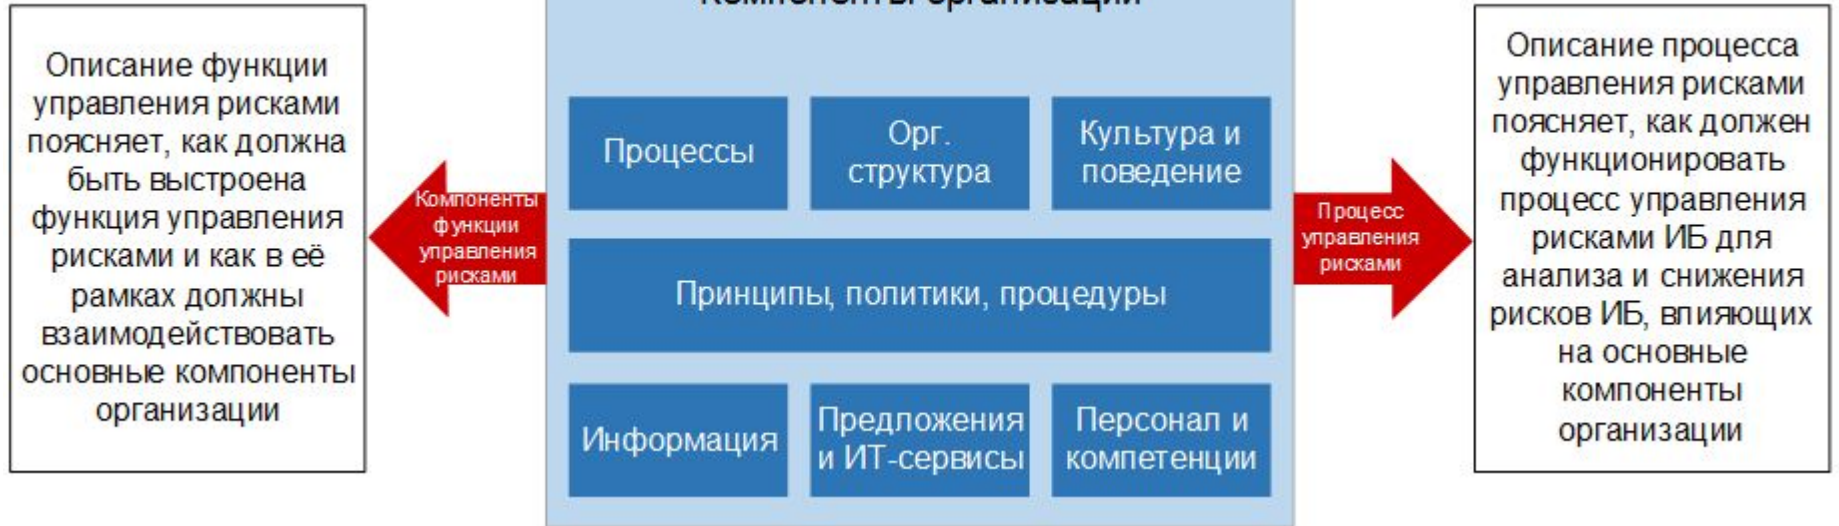 Компоненты организации
Описание функции
управления рисками
поясняет, как должна
быть выстроена
функция управления
рисками и как в её
рамках должны
взаимодействовать
основные компоненты
организации
Компоненты
функции
управления
рисками
Процессы
Орг.
структура
Культура и
поведение
Принципы, политики, процедуры
Информация
Предложения
и ИТ-сервисы
Персонал и
компетенции
Процесс
управления
рисками
Описание процесса
управления рисками
поясняет, как должен
функционировать
процесс управления
рисками ИБ для
анализа и снижения
рисков ИБ, влияющих
на основные
компоненты
организации